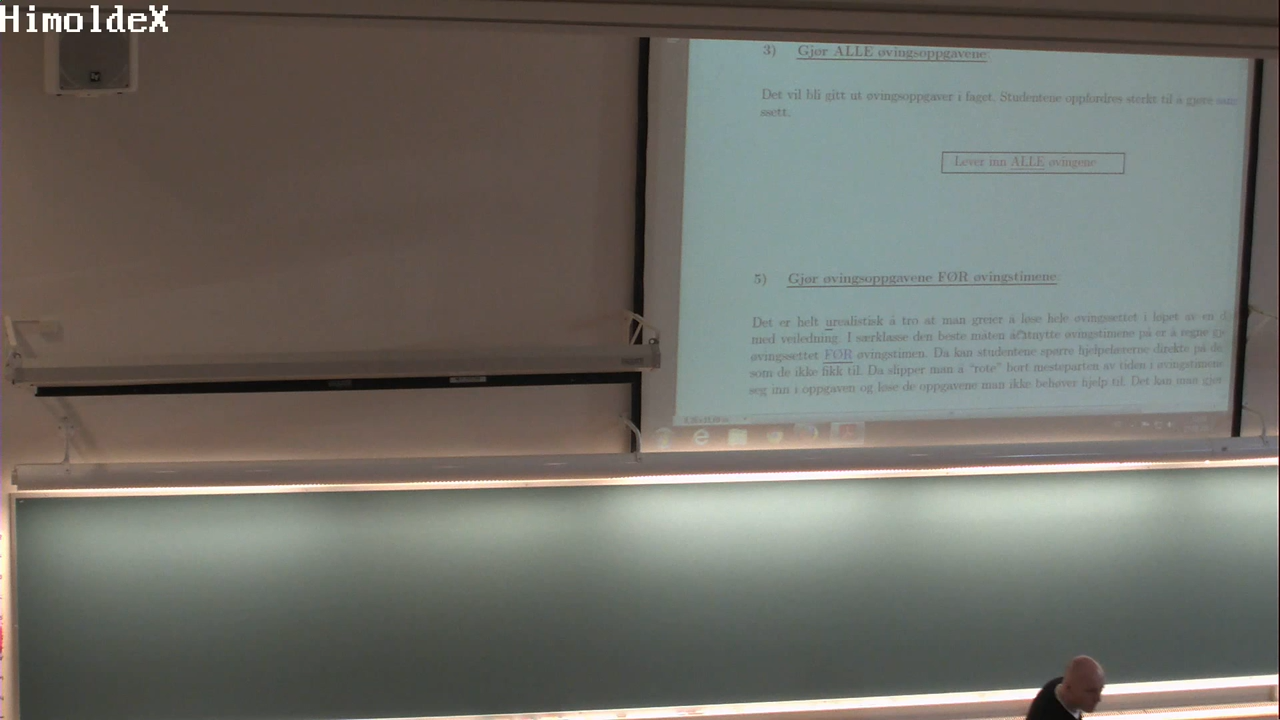 HimoldeX
3) Gjør ALLE øvingsoppgavene:
Det vil bli gitt ut øvingsoppgaver i faget. Studentene oppfordres sterkt til å gjøre
ssett.
Lever inn ALLE øvingene
5) Gjør øvingsoppgavene FØR øvingstimene:
Det er helt urealistisk å tro at man greier å løse hele øvingssettet i løpet av en
med veiledning. I særklasse den beste måten å utnytte øvingstimene på er å regne
øvingssettet FØR øvingstimen. Da kan studentene spørre hjelpelærerne direkte på de
som de ikke fikk til. Da slipper man å "rote" bort mesteparten av tiden i øvingstimene
seg inn i oppgaven og løse de oppgavene man ikke behøver hjelp til. Det kan man gjør